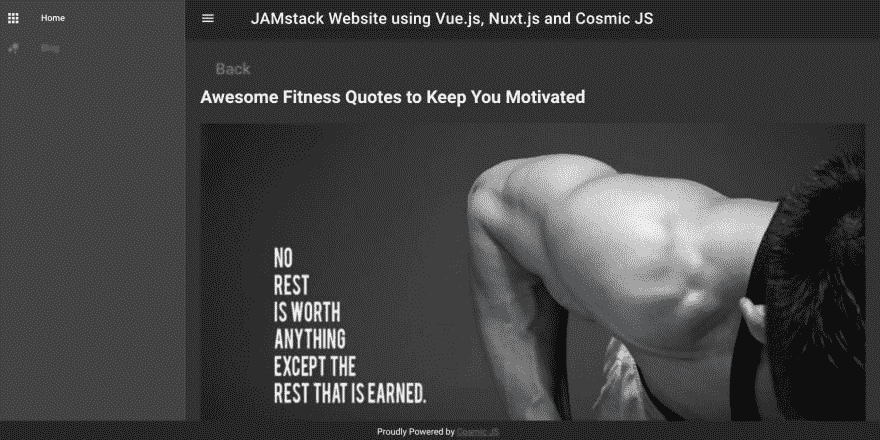 Home
JAMstack Website using Vue.js, Nuxt.js and Cosmic JS
Blog
Back
Awesome Fitness Quotes to Keep You Motivated
NO
REST
IS WORTH
ANYTHING
EXCEPT THE
REST THAT IS EARNED.
Proudly Powered by Cosmic JS